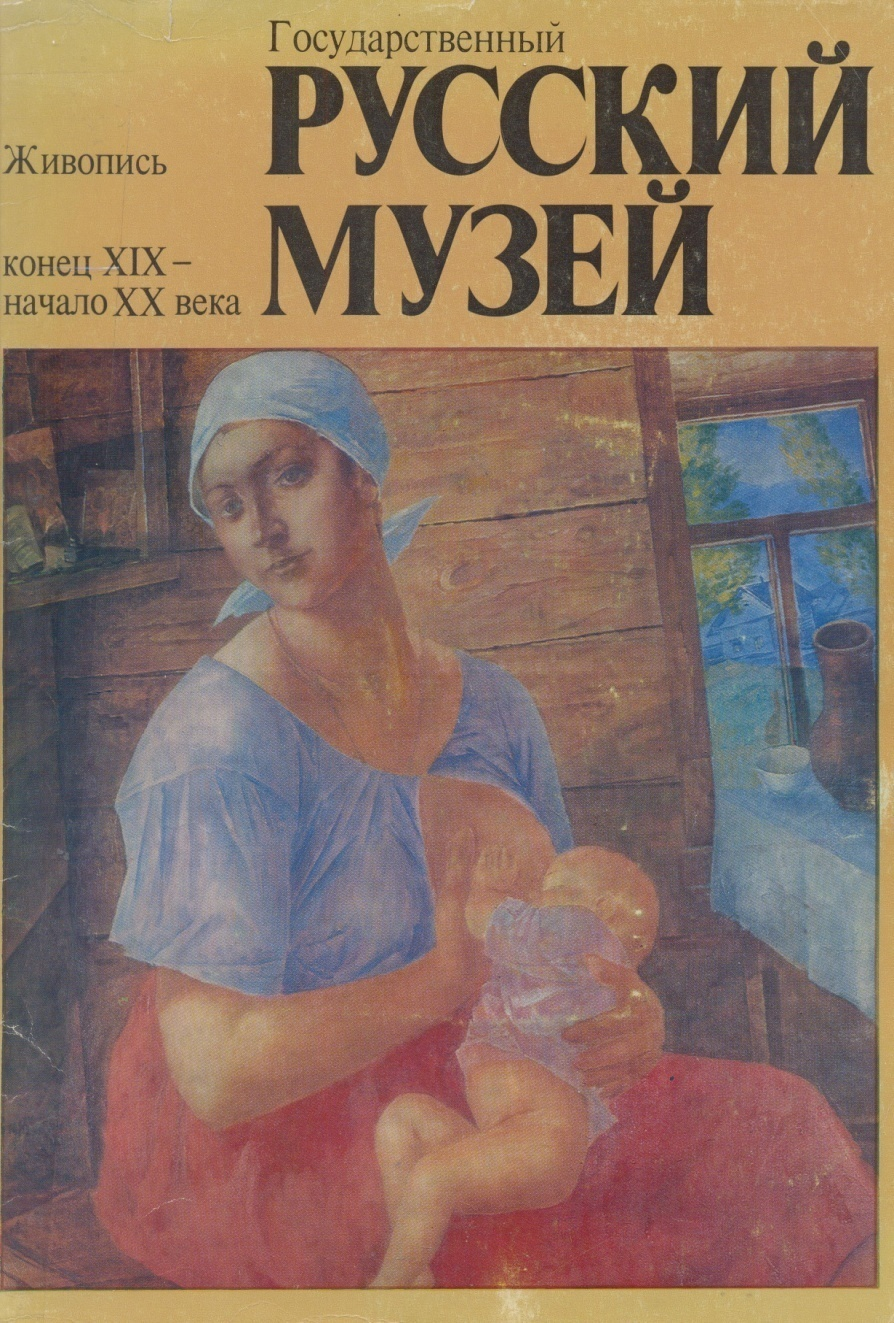 Государственный
РУССКИЙ
МУЗЕЙ
Живопись
конец XIX –
начало XX века